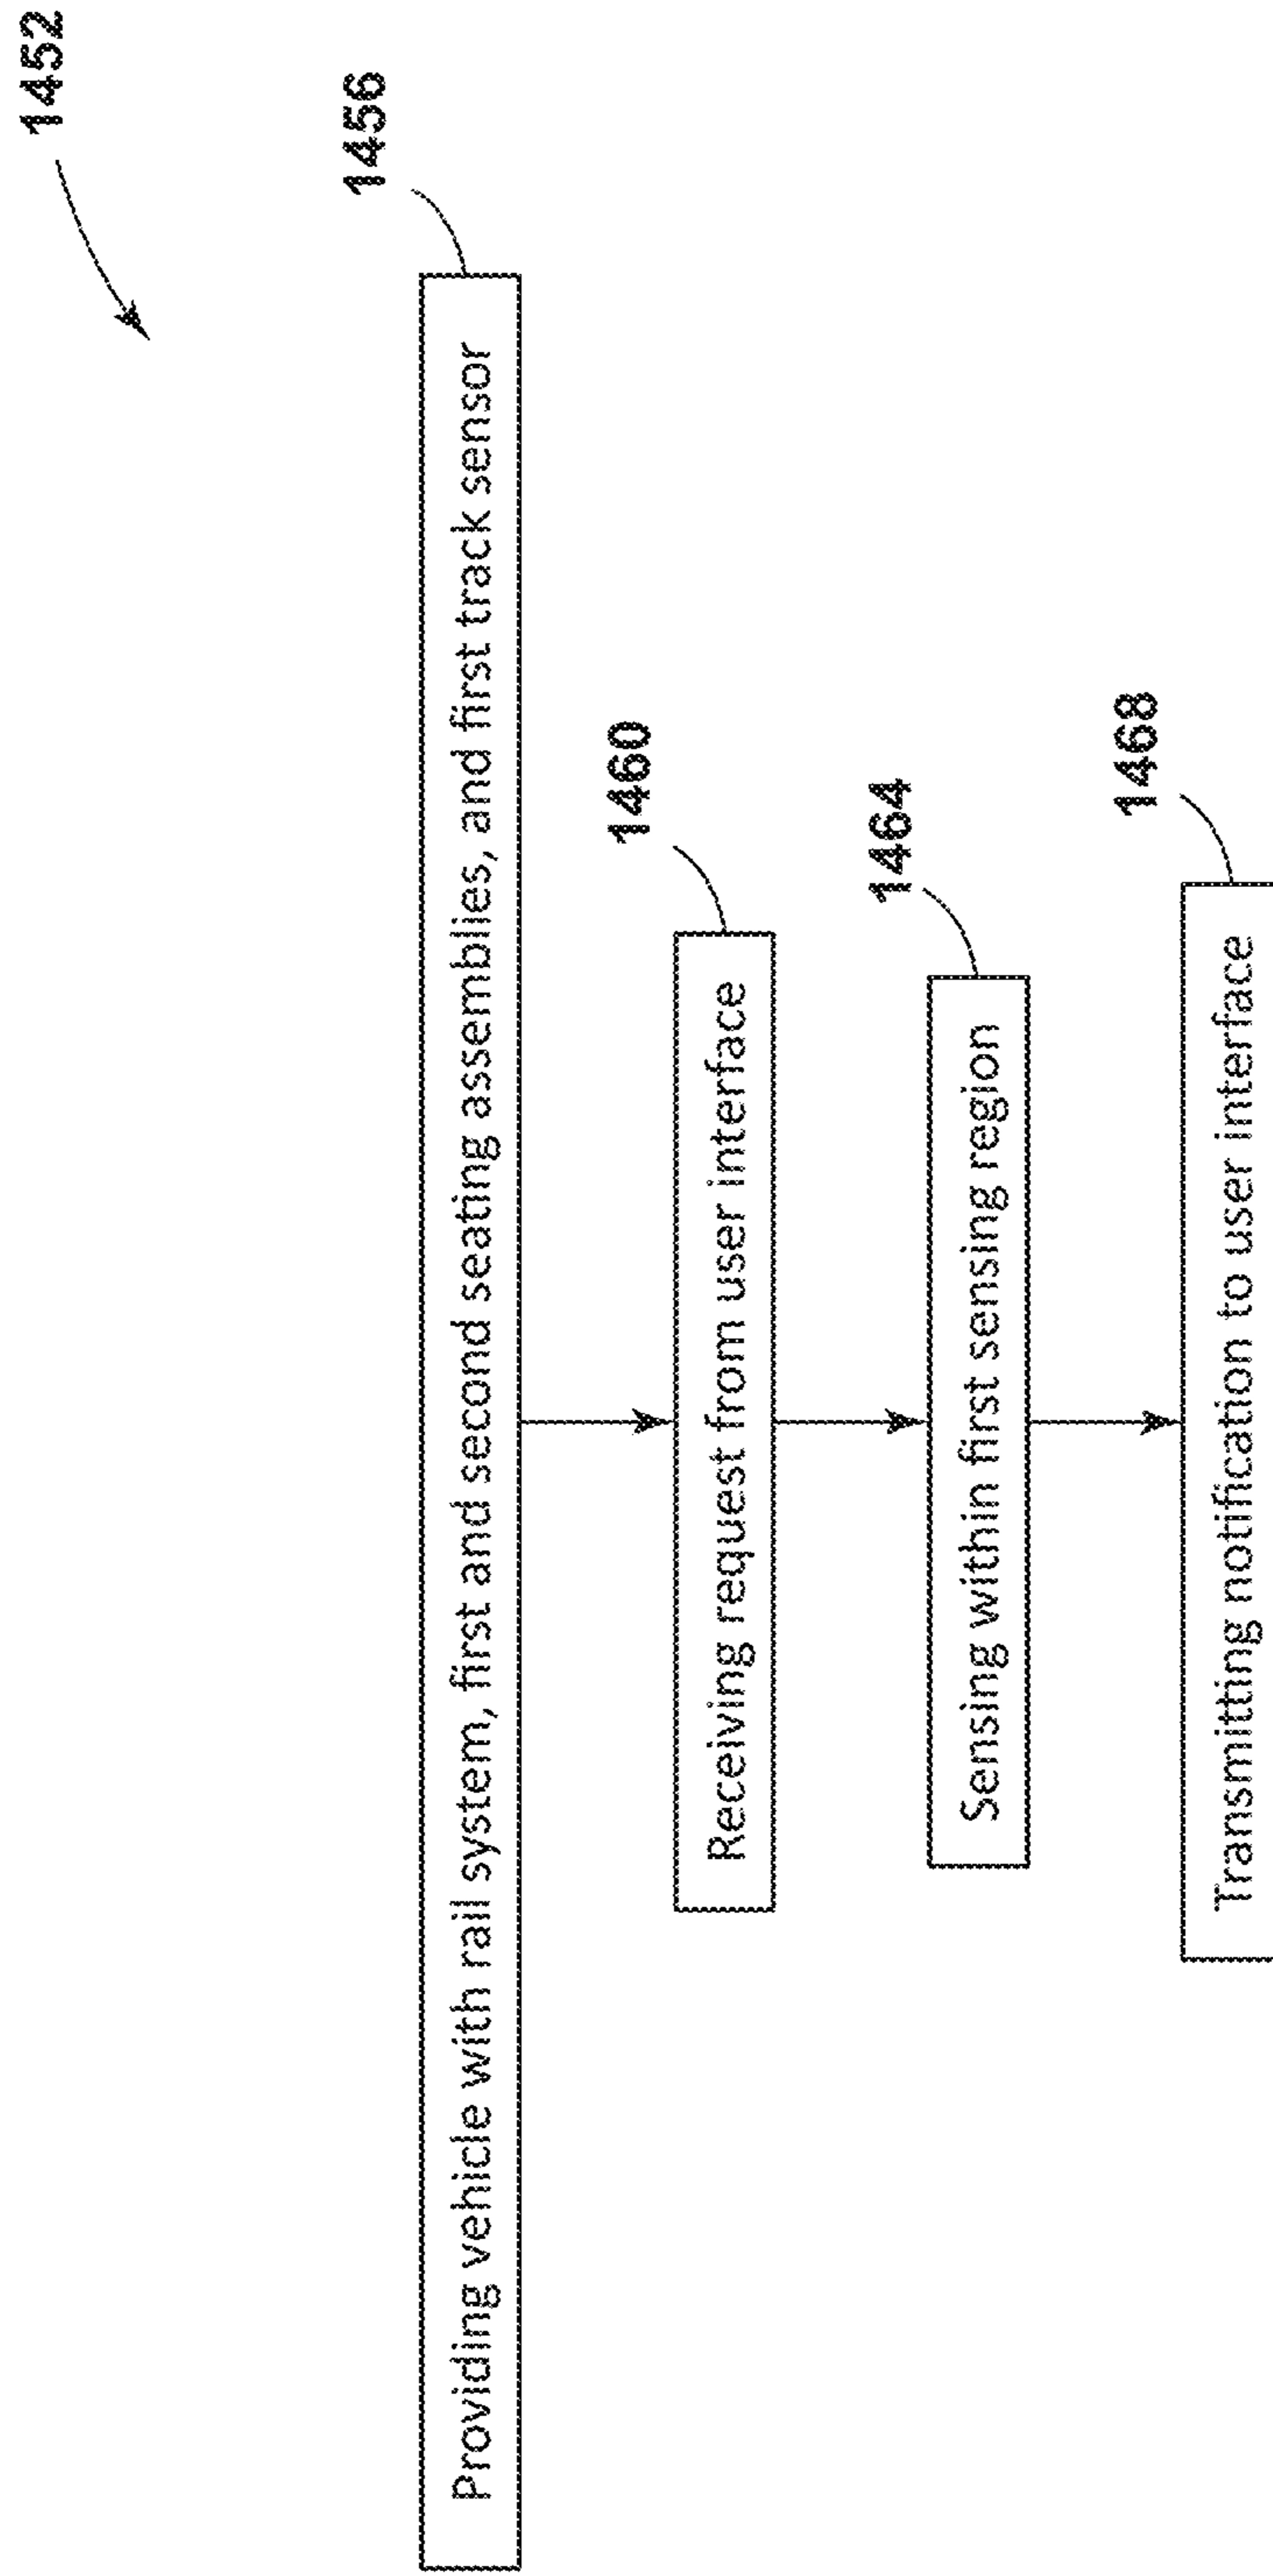 1452
1456
Providing vehicle with rail system, first and second seating assemblies, and first track sensor
1460
Receiving request from user interface
1464
Sensing within first sensing region
1468
Transmitting notification to user interface